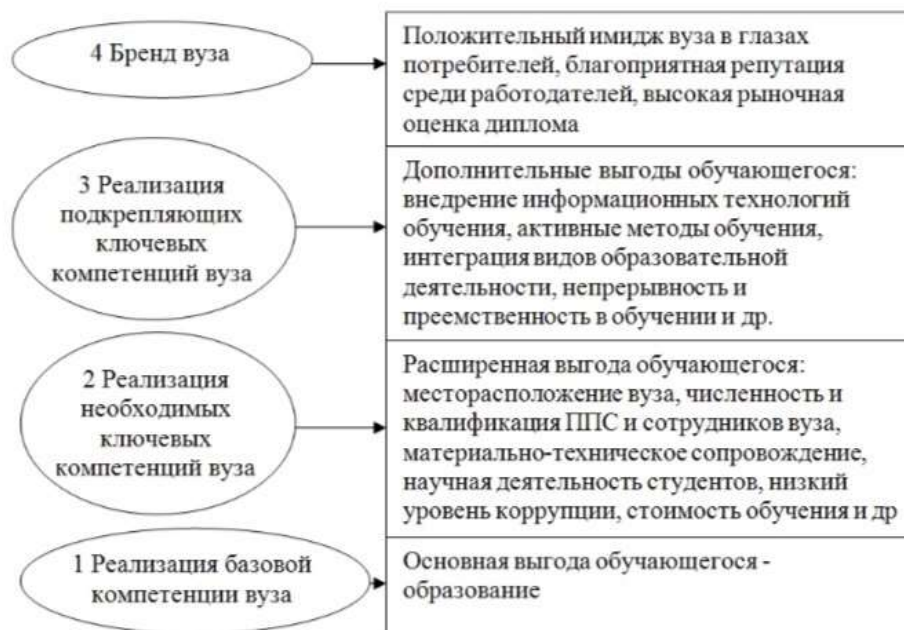 4 Бренд вуза
Положительный имидж вуза в глазах
потребителей, благоприятная репутация
среди работодателей, высокая рыночная
оценка диплома
3 Реализация
подкрепляющих
ключевых
компетенций вуза
Дополнительные выгоды обучающегося:
внедрение информационных технологий
обучения, активные методы обучения,
интеграция видов образовательной
деятельности, непрерывность и
преемственность в обучении и др.
2 Реализация
необходимых
ключевых
компетенций вуза
Расширенная выгода обучающегося:
месторасположение вуза, численность и
квалификация ППС и сотрудников вуза,
материально-техническое сопровождение,
научная деятельность студентов, низкий
уровень коррупции, стоимость обучения и др
1 Реализация базовой
компетенции вуза
Основная выгода обучающегося -
образование